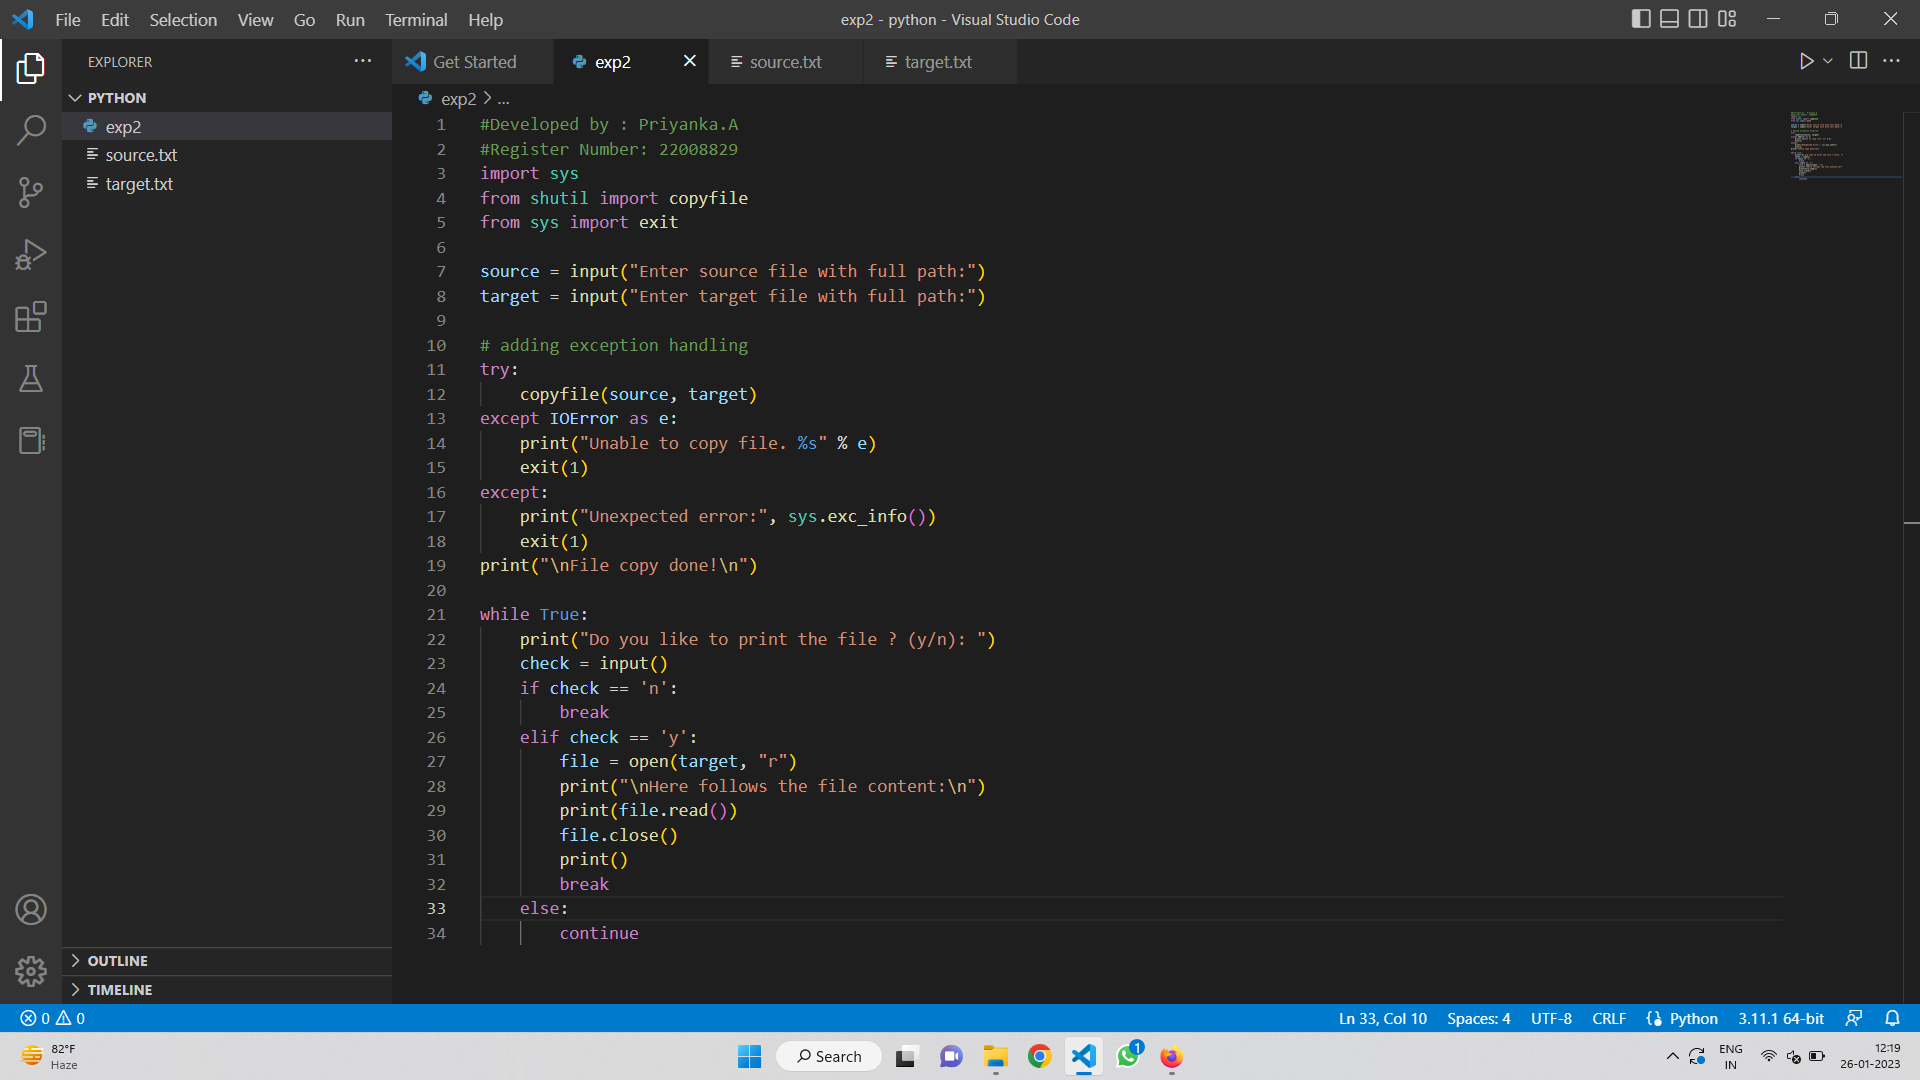 File Edit Selection View Go Run Terminal Help
exp2 - python - Visual Studio Code
EXPLORER
PYTHON
exp2
source.txt
target.txt
OUTLINE
TIMELINE
Get Started
exp2
source.txt
target.txt
exp2 > ...
1 #Developed by : Priyanka.A
2 #Register Number: 22008829
3 import sys
4 from shutil import copyfile
5 from sys import exit
6
7 source = input("Enter source file with full path:")
8 target = input("Enter target file with full path:")
9
10 # adding exception handling
11 try:
12     copyfile(source, target)
13 except IOError as e:
14     print("Unable to copy file. %s" % e)
15     exit(1)
16 except:
17     print("Unexpected error:", sys.exc_info())
18     exit(1)
19 print("\nFile copy done!\n")
20
21 while True:
22     print("Do you like to print the file ? (y/n): ")
23     check = input()
24     if check == 'n':
25         break
26     elif check == 'y':
27         file = open(target, "r")
28         print("\nHere follows the file content:\n")
29         print(file.read())
30         file.close()
31         print()
32         break
33     else:
34         continue
0 0
Ln 33, Col 10 Spaces: 4 UTF-8 CRLF Python 3.11.1 64-bit
82°F
Haze
Search
1
ENG
IN
12:19
26-01-2023